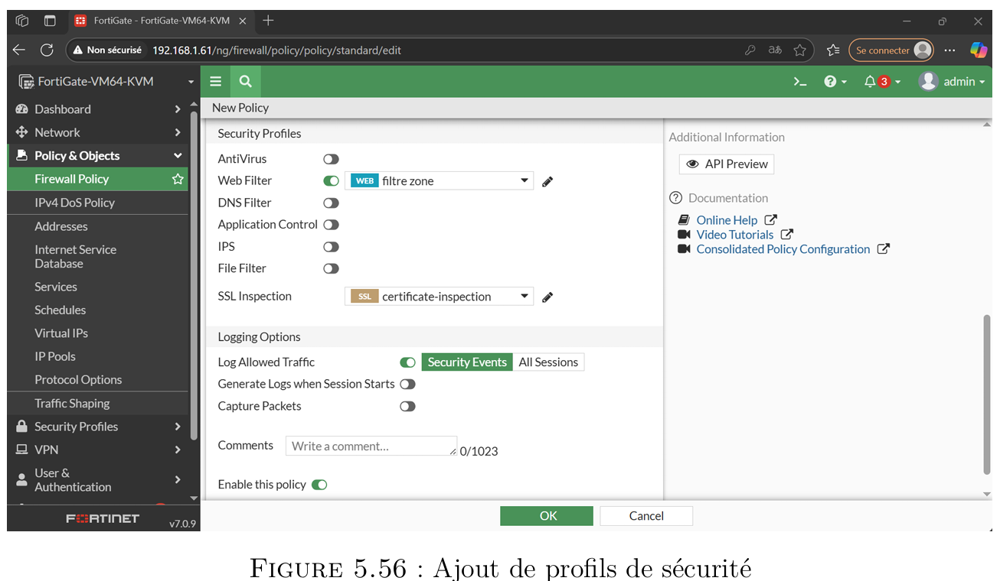 FortiGate - FortiGate-VM64-KVM
Non sécurisé 192.168.1.61/ng/firewall/policy/policy/standard/edit
Se connecter
FortiGate-VM64-KVM
3
admin
Dashboard
Network
Policy & Objects
Firewall Policy
IPv4 DoS Policy
Addresses
Internet Service
Database
Services
Schedules
Virtual IPs
IP Pools
Protocol Options
Traffic Shaping
Security Profiles
VPN
User &
Authentication
FORTINET v7.0.9
New Policy
Security Profiles
AntiVirus
Web Filter WEB filtre zone
DNS Filter
Application Control
IPS
File Filter
SSL Inspection SSL certificate-inspection
Logging Options
Log Allowed Traffic Security Events All Sessions
Generate Logs when Session Starts
Capture Packets
Comments Write a comment... 0/1023
Enable this policy
OK Cancel
Additional Information
API Preview
Documentation
Online Help
Video Tutorials
Consolidated Policy Configuration
FIGURE 5.56 : Ajout de profils de sécurité